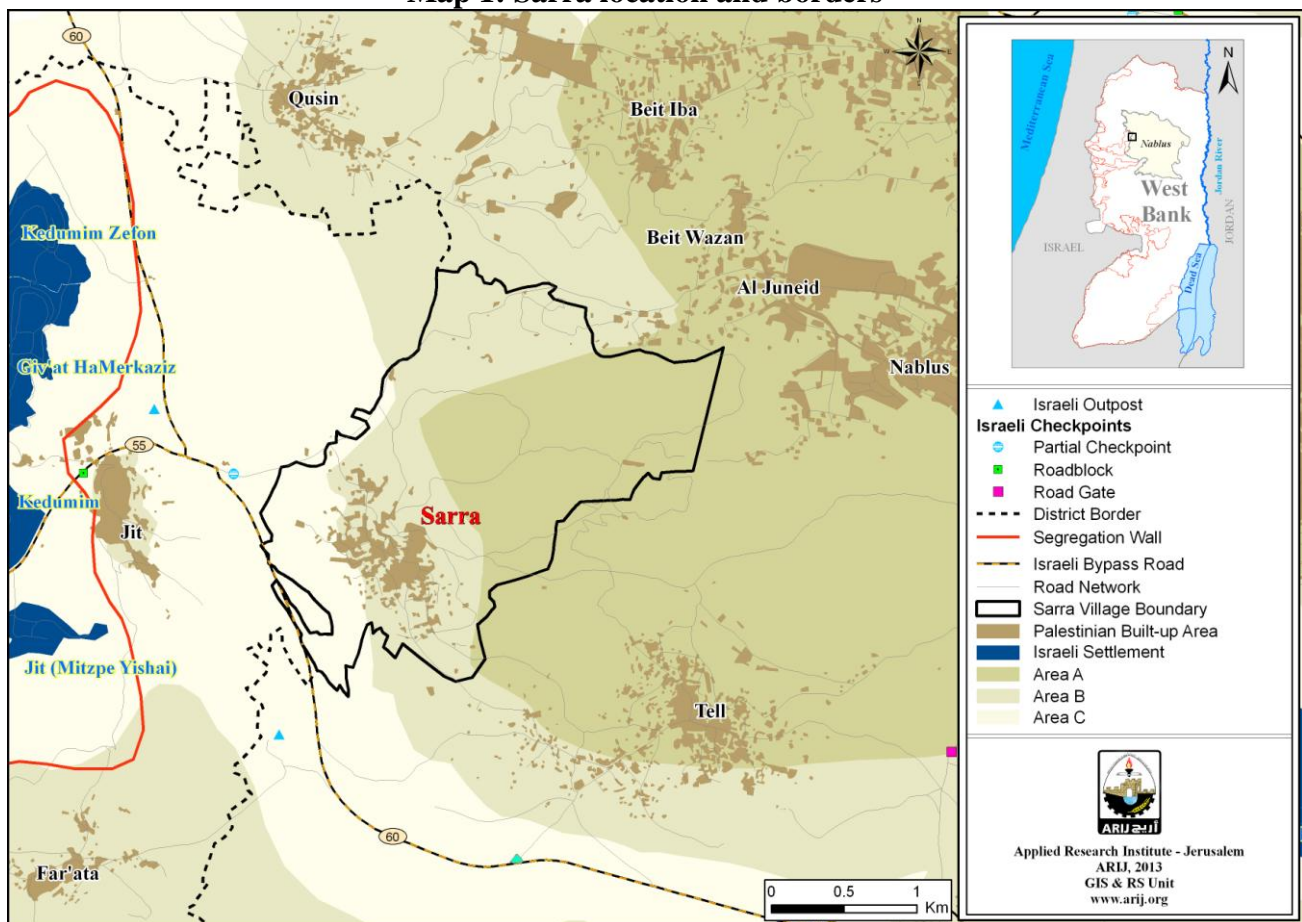 Map 1: Sarra location and borders
60
Qusin
Beit Iba
Kedumim Zefon
Beit Wazan
Al Juneid
Giv'at HaMerkaziz
Nablus
55
Kedumim
Jit
Sarra
Jit (Mitzpe Yishai)
Tell
60
Far'ata
0 0.5 1
Km
N
Mediterranean Sea
Nablus
West
Bank
Jordan River
JORDAN
ISRAEL
Dead Sea
Israeli Outpost
Israeli Checkpoints
Partial Checkpoint
Roadblock
Road Gate
District Border
Segregation Wall
Israeli Bypass Road
Road Network
Sarra Village Boundary
Palestinian Built-up Area
Israeli Settlement
Area A
Area B
Area C
ARIJ أريج
Applied Research Institute - Jerusalem
ARIJ, 2013
GIS & RS Unit
www.arij.org